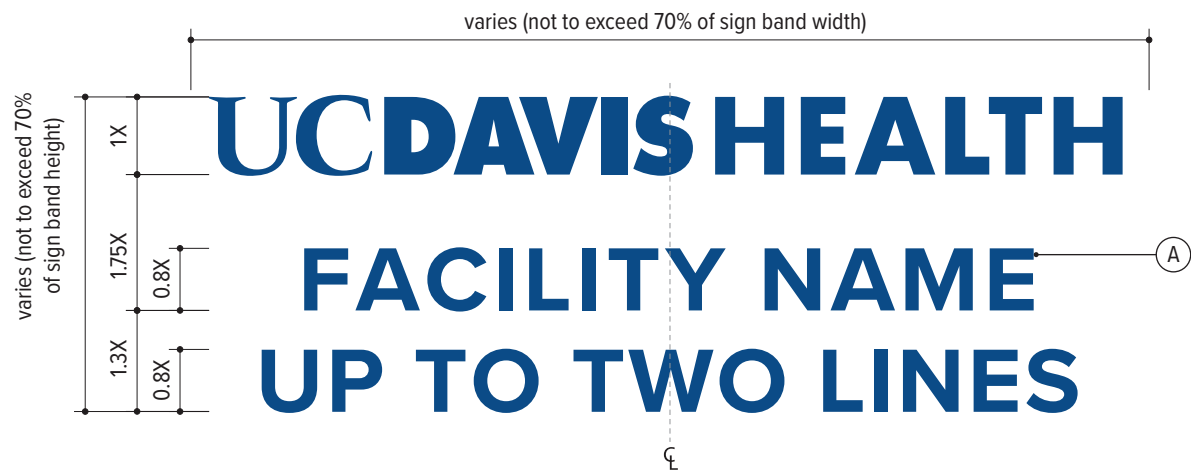 varies (not to exceed 70% of sign band width)
varies (not to exceed 70%
of sign band height)
1X
1.75X
0.8X
1.3X
0.8X
UCDAVIS HEALTH
FACILITY NAME
A
UP TO TWO LINES
℄